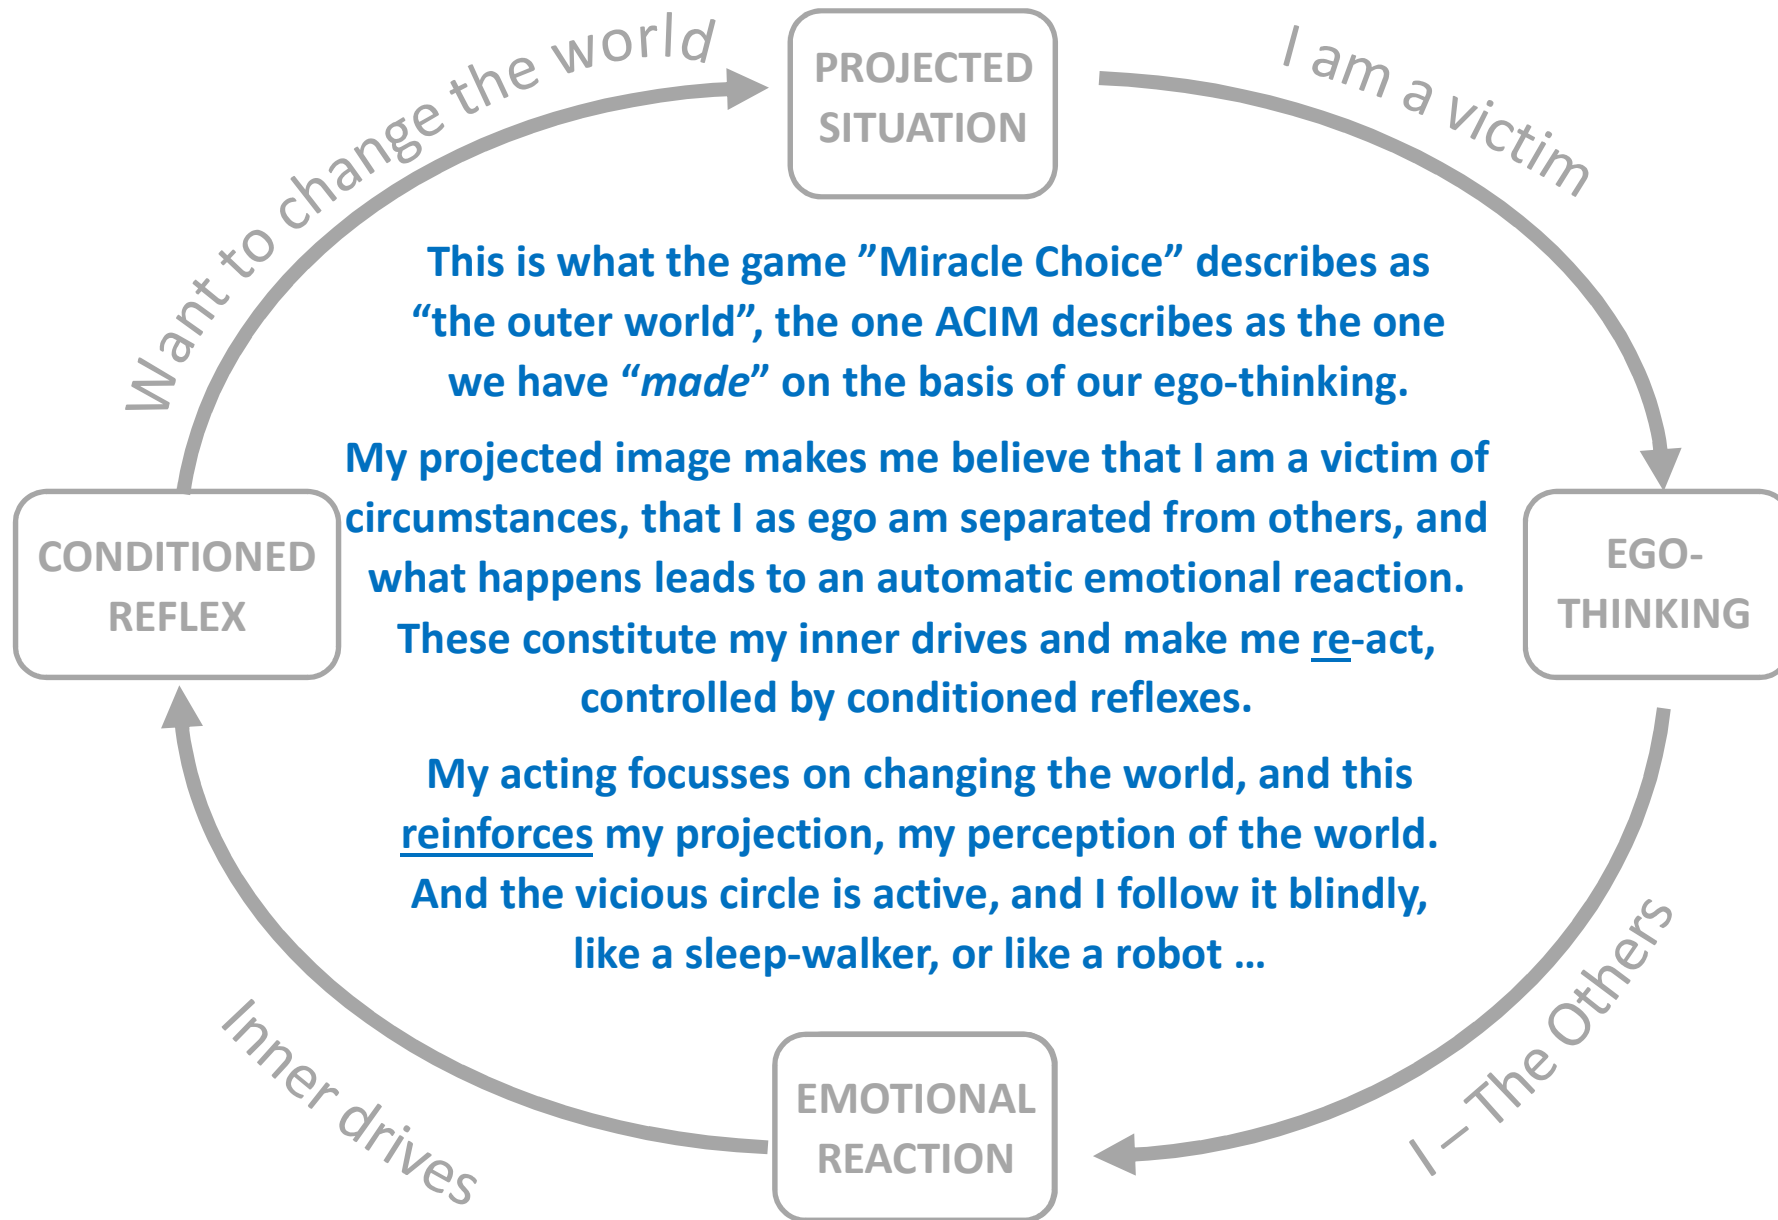 Want to change the world
PROJECTED
SITUATION
I am a victim
This is what the game ”Miracle Choice” describes as
“the outer world”, the one ACIM describes as the one
we have “made” on the basis of our ego-thinking.
My projected image makes me believe that I am a victim of
circumstances, that I as ego am separated from others, and
what happens leads to an automatic emotional reaction.
These constitute my inner drives and make me re-act,
controlled by conditioned reflexes.
My acting focusses on changing the world, and this
reinforces my projection, my perception of the world.
And the vicious circle is active, and I follow it blindly,
like a sleep-walker, or like a robot ...
CONDITIONED
REFLEX
EGO-
THINKING
Inner drives
EMOTIONAL
REACTION
I – The Others